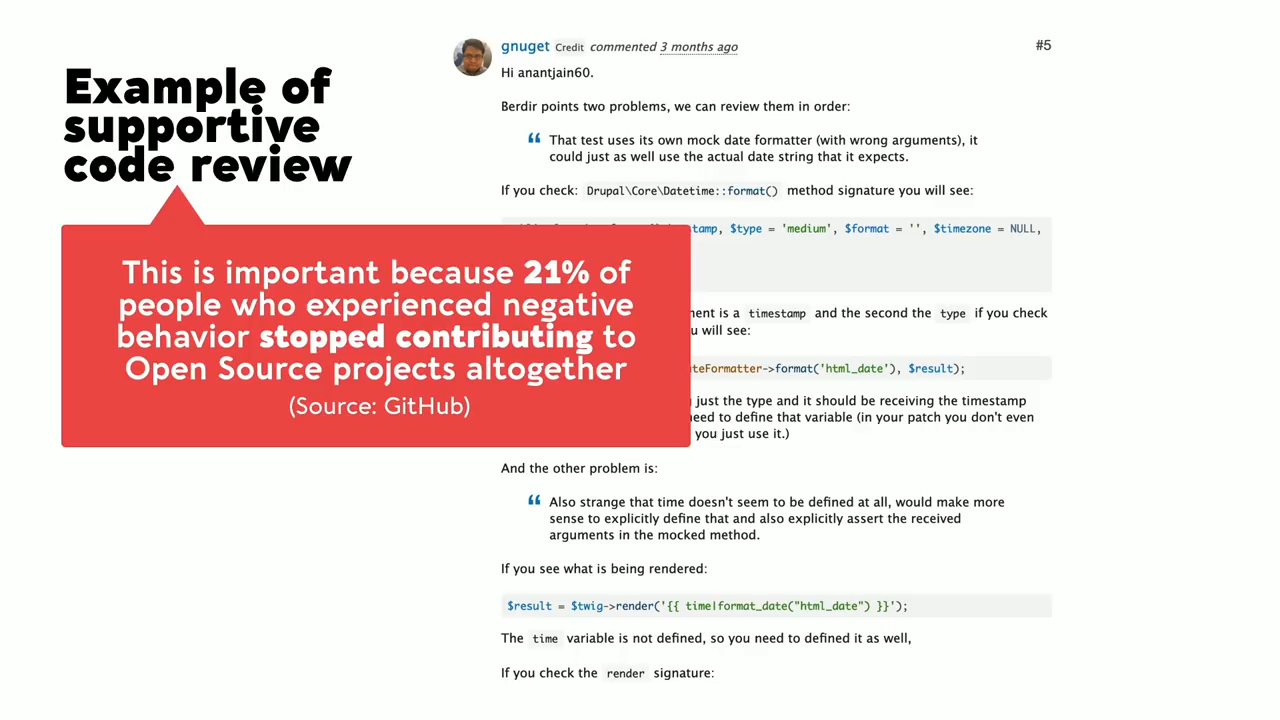 Example of
supportive
code review
This is important because 21% of
people who experienced negative
behavior stopped contributing to
Open Source projects altogether
(Source: GitHub)
gnuget Credit commented 3 months ago #5
Hi anantjain60.
Berdir points two problems, we can review them in order:
That test uses its own mock date formatter (with wrong arguments), it
could just as well use the actual date string that it expects.
If you check: Drupal\Core\Datetime::format() method signature you will see:
$type = 'medium', $format = '', $timezone = NULL,
is a timestamp and the second the type if you check
will see:
->format('html_date'), $result);
just the type and it should be receiving the timestamp
to define that variable (in your patch you don't even
you just use it.)
And the other problem is:
Also strange that time doesn't seem to be defined at all, would make more
sense to explicitly define that and also explicitly assert the received
arguments in the mocked method.
If you see what is being rendered:
$result = $twig->render('{{ time|format_date("html_date") }}');
The time variable is not defined, so you need to defined it as well,
If you check the render signature: